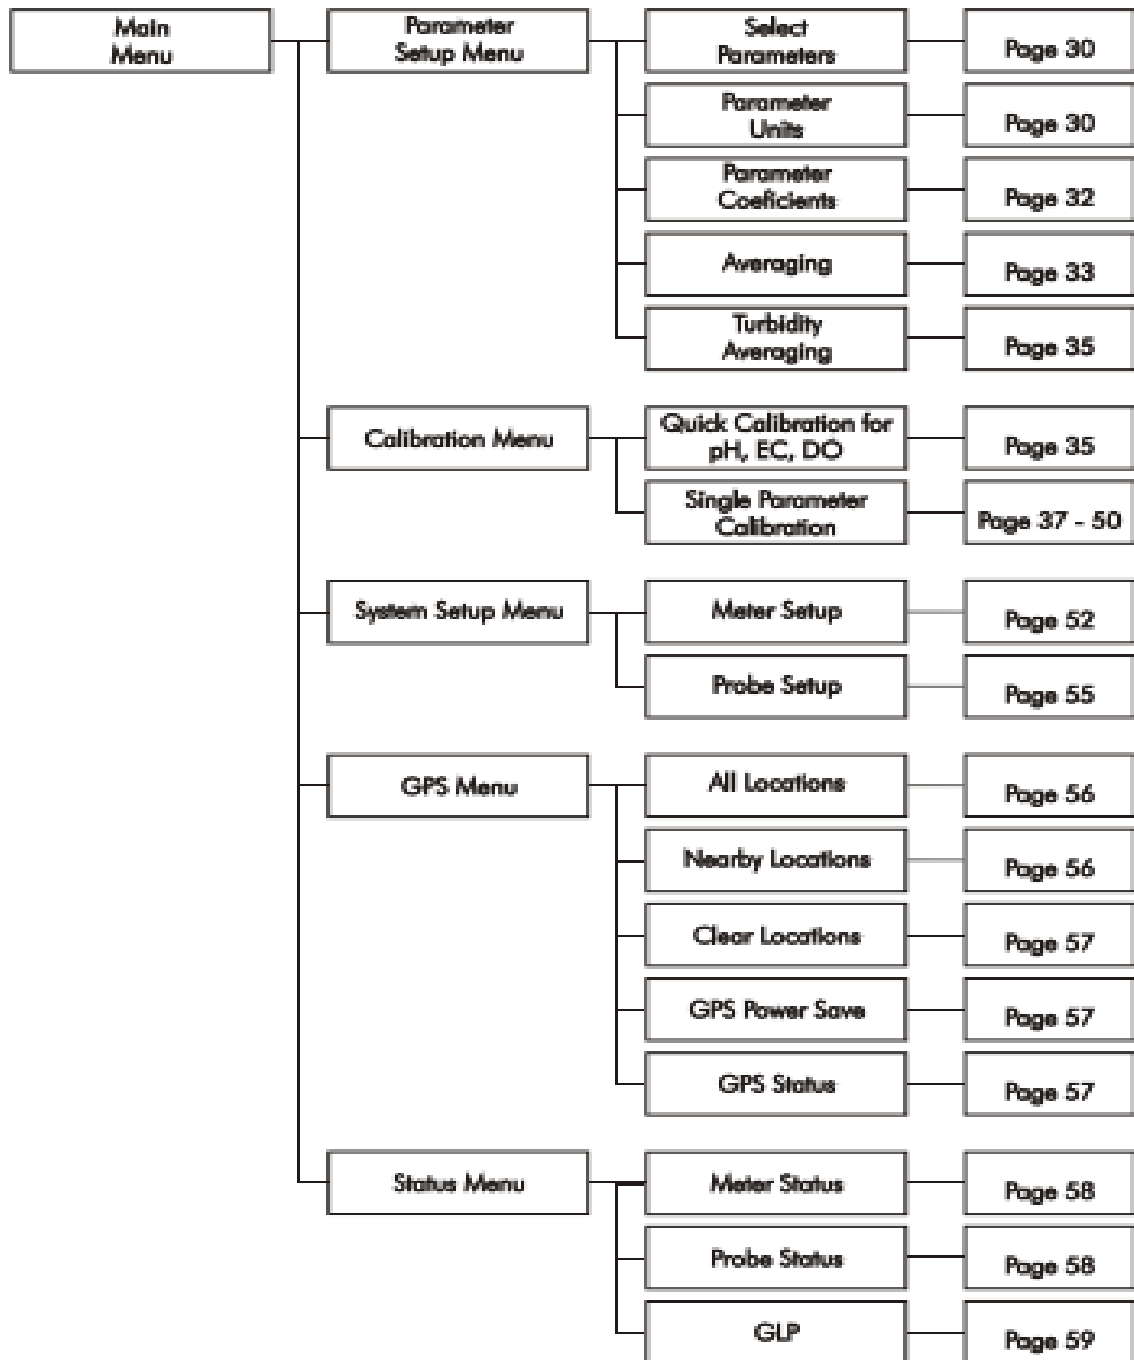 Main
Menu
Parameter
Setup Menu
Select
Parameters
Page 30
Parameter
Units
Page 30
Parameter
Coeficients
Page 32
Averaging
Page 33
Turbidity
Averaging
Page 35
Calibration Menu
Quick Calibration for
pH, EC, DO
Page 35
Single Parameter
Calibration
Page 37 - 50
System Setup Menu
Meter Setup
Page 52
Probe Setup
Page 55
GPS Menu
All Locations
Page 56
Nearby Locations
Page 56
Clear Locations
Page 57
GPS Power Save
Page 57
GPS Status
Page 57
Status Menu
Meter Status
Page 58
Probe Status
Page 58
GLP
Page 59